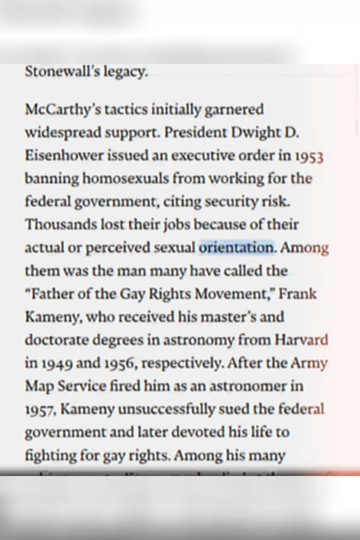 Stonewall's legacy.
McCarthy's tactics initially garnered
widespread support. President Dwight D.
Eisenhower issued an executive order in 1953
banning homosexuals from working for the
federal government, citing security risk.
Thousands lost their jobs because of their
actual or perceived sexual orientation. Among
them was the man many have called the
“Father of the Gay Rights Movement,” Frank
Kameny, who received his master's and
doctorate degrees in astronomy from Harvard
in 1949 and 1956, respectively. After the Army
Map Service fired him as an astronomer in
1957, Kameny unsuccessfully sued the federal
government and later devoted his life to
fighting for gay rights. Among his many